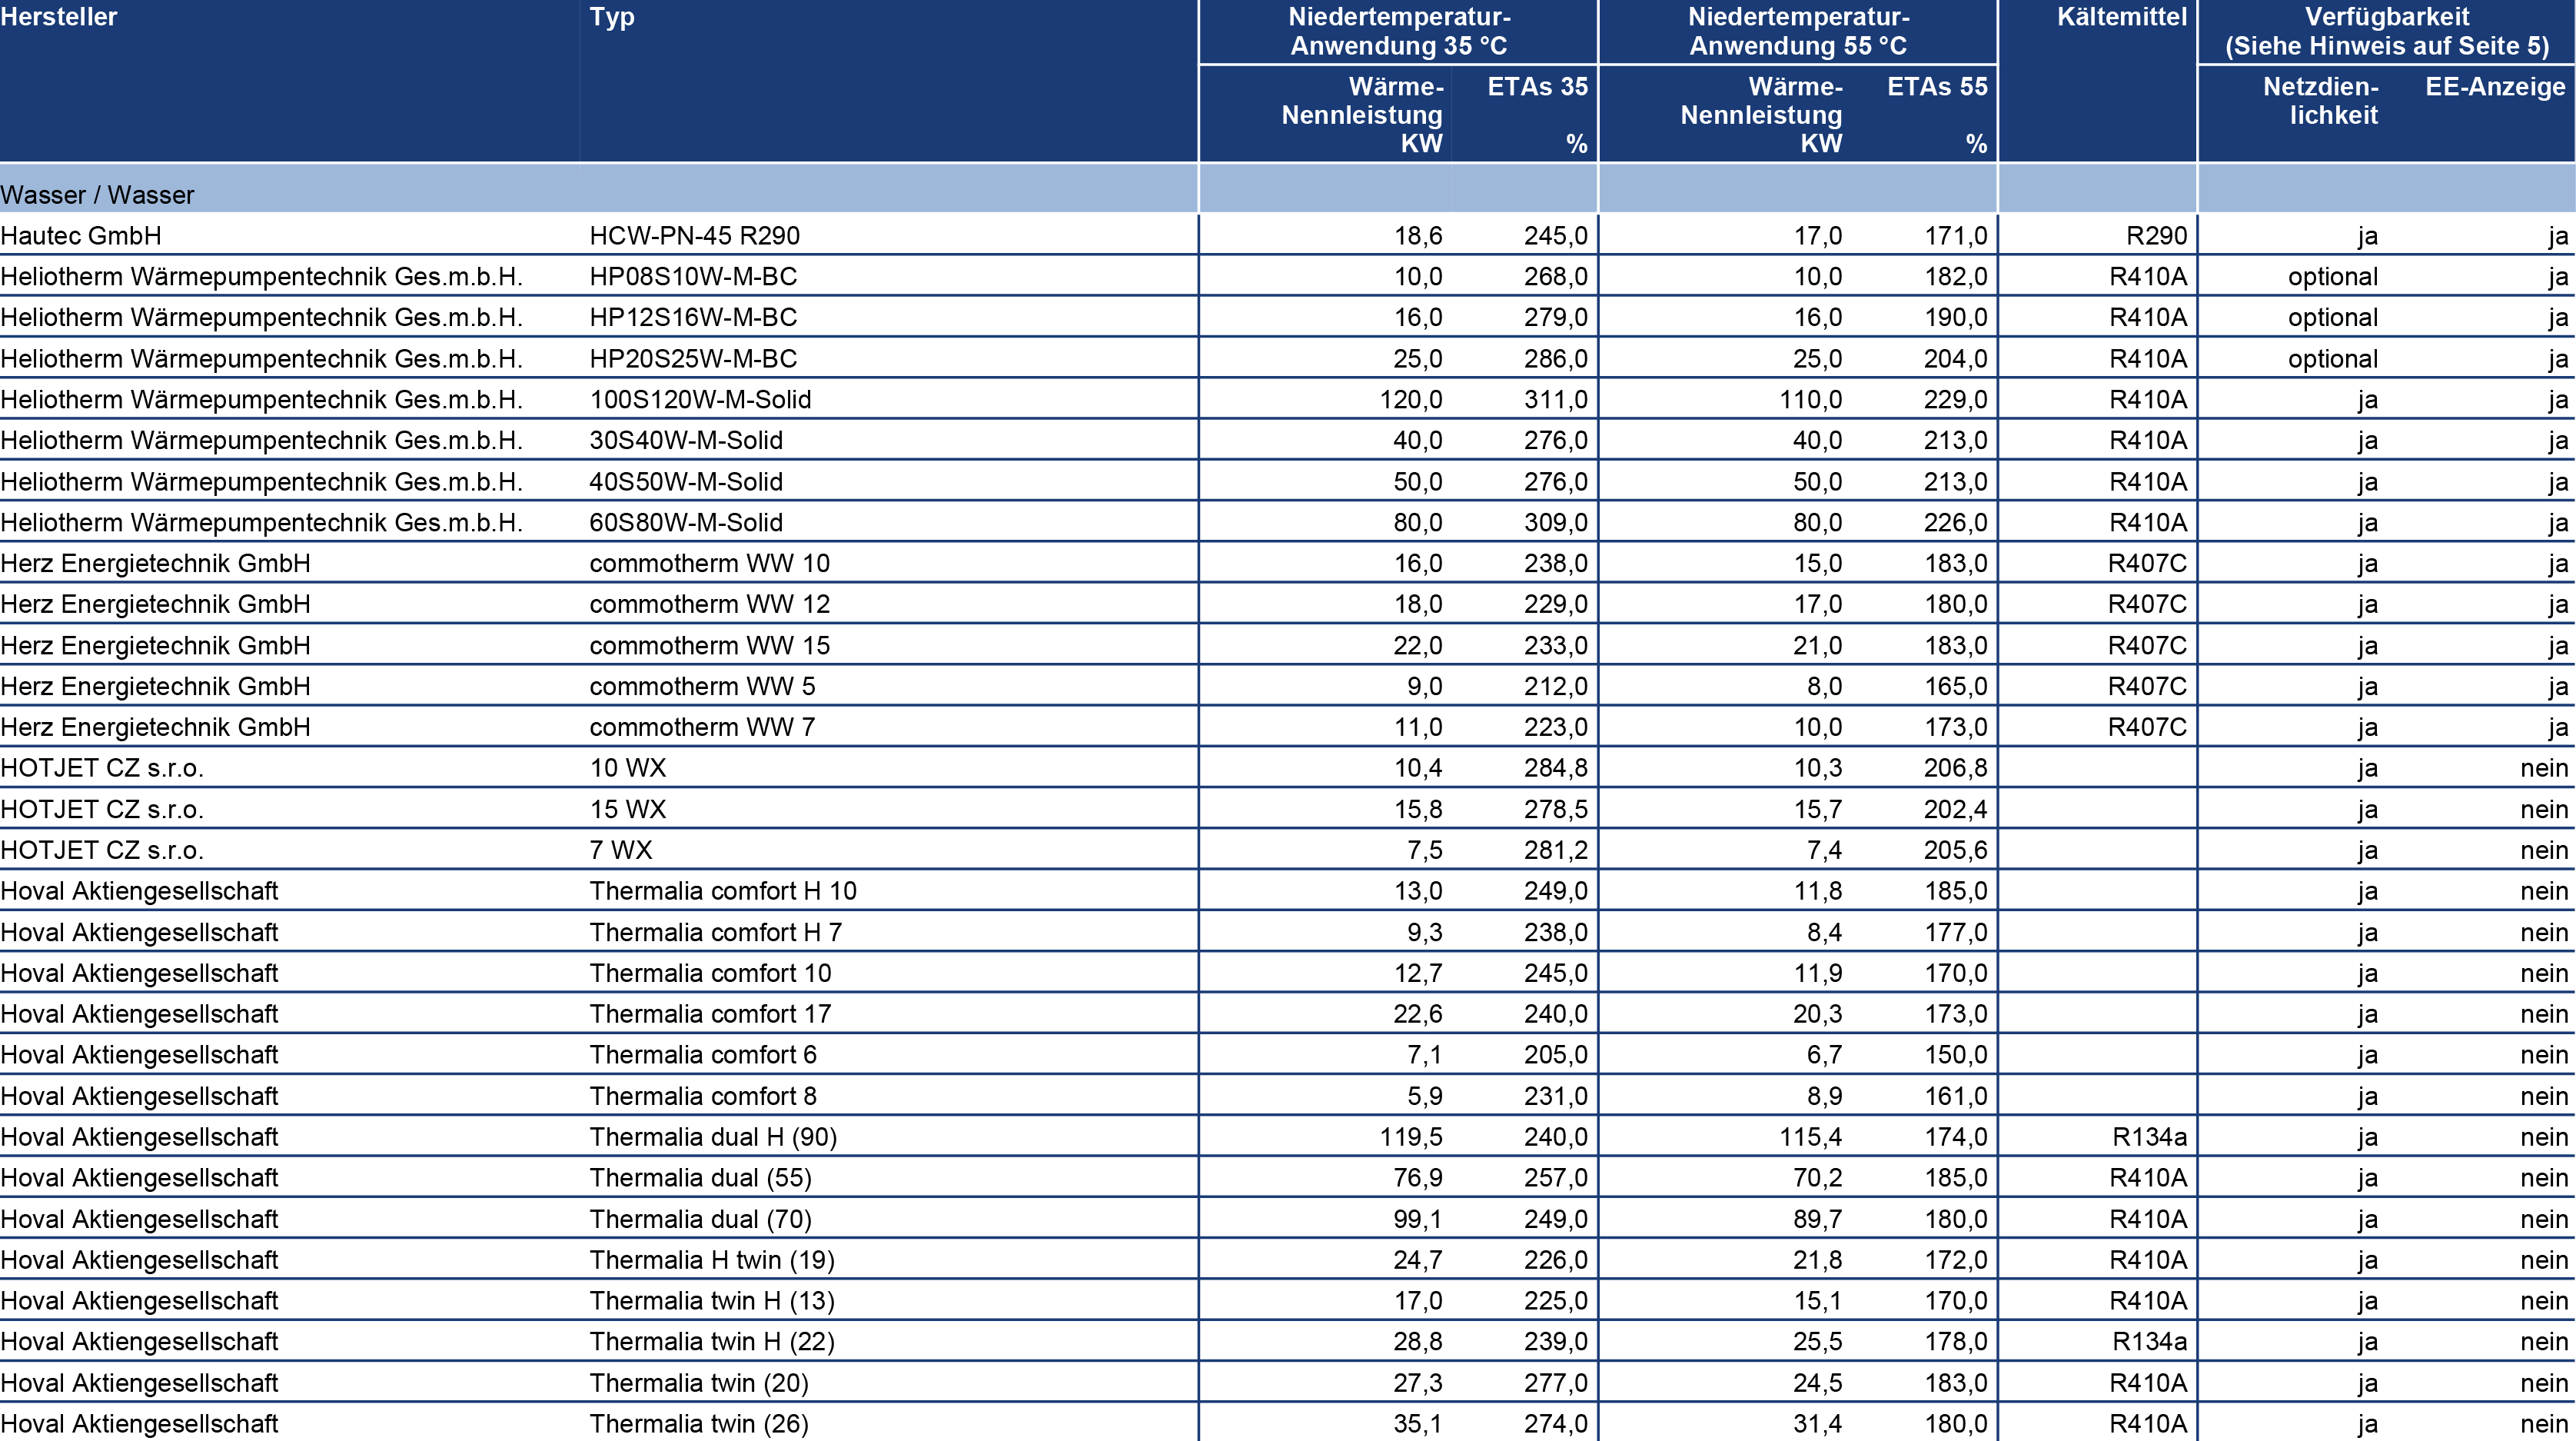 Hersteller Typ Niedertemperatur- Niedertemperatur- Kältemittel Verfügbarkeit
Anwendung 35 °C Anwendung 55 °C (Siehe Hinweis auf Seite 5)
Wärme- ETAs 35 Wärme- ETAs 55 Netzdien- EE-Anzeige
Nennleistung Nennleistung lichkeit
KW % KW %
Wasser / Wasser
Hautec GmbH HCW-PN-45 R290 18,6 245,0 17,0 171,0 R290 ja ja
Heliotherm Wärmepumpentechnik Ges.m.b.H. HP08S10W-M-BC 10,0 268,0 10,0 182,0 R410A optional ja
Heliotherm Wärmepumpentechnik Ges.m.b.H. HP12S16W-M-BC 16,0 279,0 16,0 190,0 R410A optional ja
Heliotherm Wärmepumpentechnik Ges.m.b.H. HP20S25W-M-BC 25,0 286,0 25,0 204,0 R410A optional ja
Heliotherm Wärmepumpentechnik Ges.m.b.H. 100S120W-M-Solid 120,0 311,0 110,0 229,0 R410A ja ja
Heliotherm Wärmepumpentechnik Ges.m.b.H. 30S40W-M-Solid 40,0 276,0 40,0 213,0 R410A ja ja
Heliotherm Wärmepumpentechnik Ges.m.b.H. 40S50W-M-Solid 50,0 276,0 50,0 213,0 R410A ja ja
Heliotherm Wärmepumpentechnik Ges.m.b.H. 60S80W-M-Solid 80,0 309,0 80,0 226,0 R410A ja ja
Herz Energietechnik GmbH commotherm WW 10 16,0 238,0 15,0 183,0 R407C ja ja
Herz Energietechnik GmbH commotherm WW 12 18,0 229,0 17,0 180,0 R407C ja ja
Herz Energietechnik GmbH commotherm WW 15 22,0 233,0 21,0 183,0 R407C ja ja
Herz Energietechnik GmbH commotherm WW 5 9,0 212,0 8,0 165,0 R407C ja ja
Herz Energietechnik GmbH commotherm WW 7 11,0 223,0 10,0 173,0 R407C ja ja
HOTJET CZ s.r.o. 10 WX 10,4 284,8 10,3 206,8 ja nein
HOTJET CZ s.r.o. 15 WX 15,8 278,5 15,7 202,4 ja nein
HOTJET CZ s.r.o. 7 WX 7,5 281,2 7,4 205,6 ja nein
Hoval Aktiengesellschaft Thermalia comfort H 10 13,0 249,0 11,8 185,0 ja nein
Hoval Aktiengesellschaft Thermalia comfort H 7 9,3 238,0 8,4 177,0 ja nein
Hoval Aktiengesellschaft Thermalia comfort 10 12,7 245,0 11,9 170,0 ja nein
Hoval Aktiengesellschaft Thermalia comfort 17 22,6 240,0 20,3 173,0 ja nein
Hoval Aktiengesellschaft Thermalia comfort 6 7,1 205,0 6,7 150,0 ja nein
Hoval Aktiengesellschaft Thermalia comfort 8 5,9 231,0 8,9 161,0 ja nein
Hoval Aktiengesellschaft Thermalia dual H (90) 119,5 240,0 115,4 174,0 R134a ja nein
Hoval Aktiengesellschaft Thermalia dual (55) 76,9 257,0 70,2 185,0 R410A ja nein
Hoval Aktiengesellschaft Thermalia dual (70) 99,1 249,0 89,7 180,0 R410A ja nein
Hoval Aktiengesellschaft Thermalia H twin (19) 24,7 226,0 21,8 172,0 R410A ja nein
Hoval Aktiengesellschaft Thermalia twin H (13) 17,0 225,0 15,1 170,0 R410A ja nein
Hoval Aktiengesellschaft Thermalia twin H (22) 28,8 239,0 25,5 178,0 R134a ja nein
Hoval Aktiengesellschaft Thermalia twin (20) 27,3 277,0 24,5 183,0 R410A ja nein
Hoval Aktiengesellschaft Thermalia twin (26) 35,1 274,0 31,4 180,0 R410A ja nein